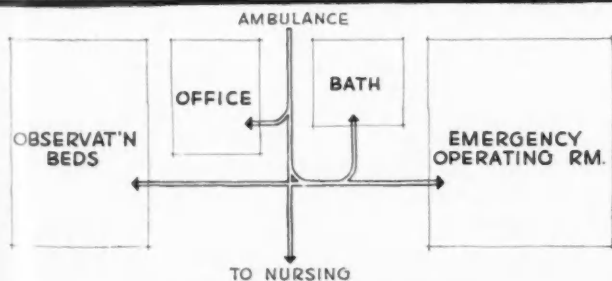 AMBULANCE
OFFICE
BATH
OBSERVAT'N
BEDS
EMERGENCY
OPERATING RM.
TO NURSING